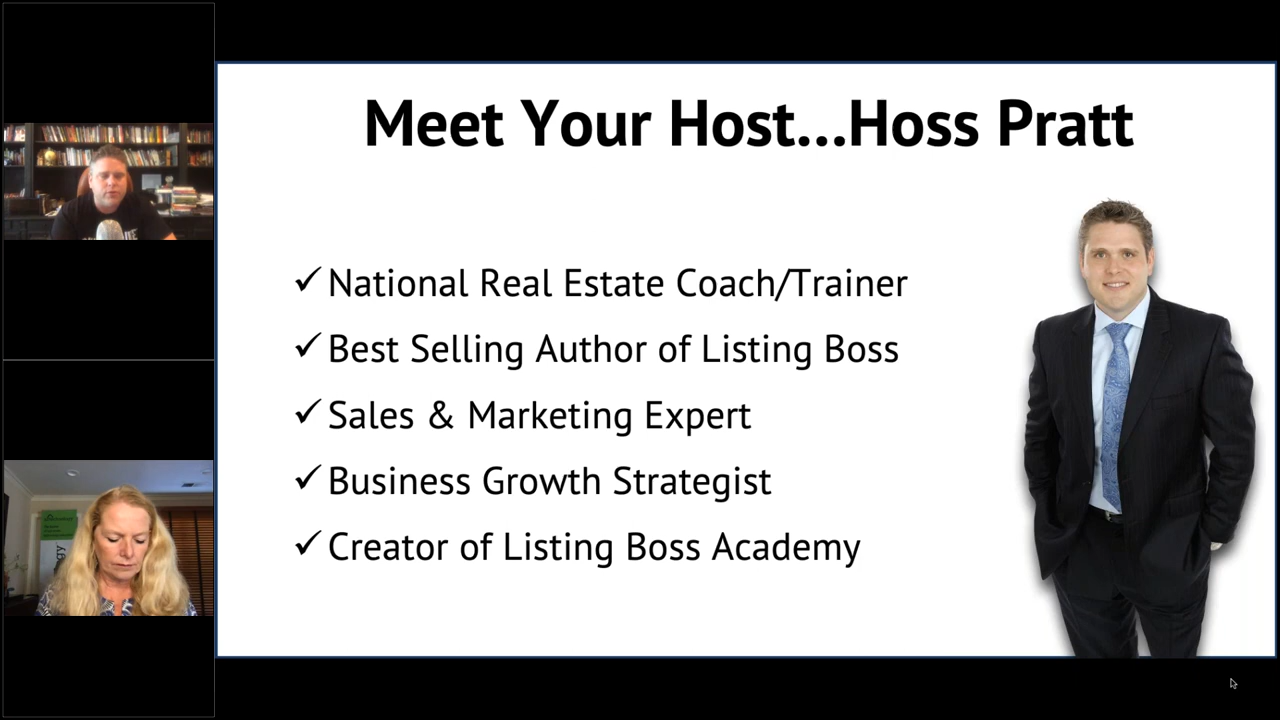 Meet Your Host...Hoss Pratt
✓ National Real Estate Coach/Trainer
✓ Best Selling Author of Listing Boss
✓ Sales & Marketing Expert
✓ Business Growth Strategist
✓ Creator of Listing Boss Academy